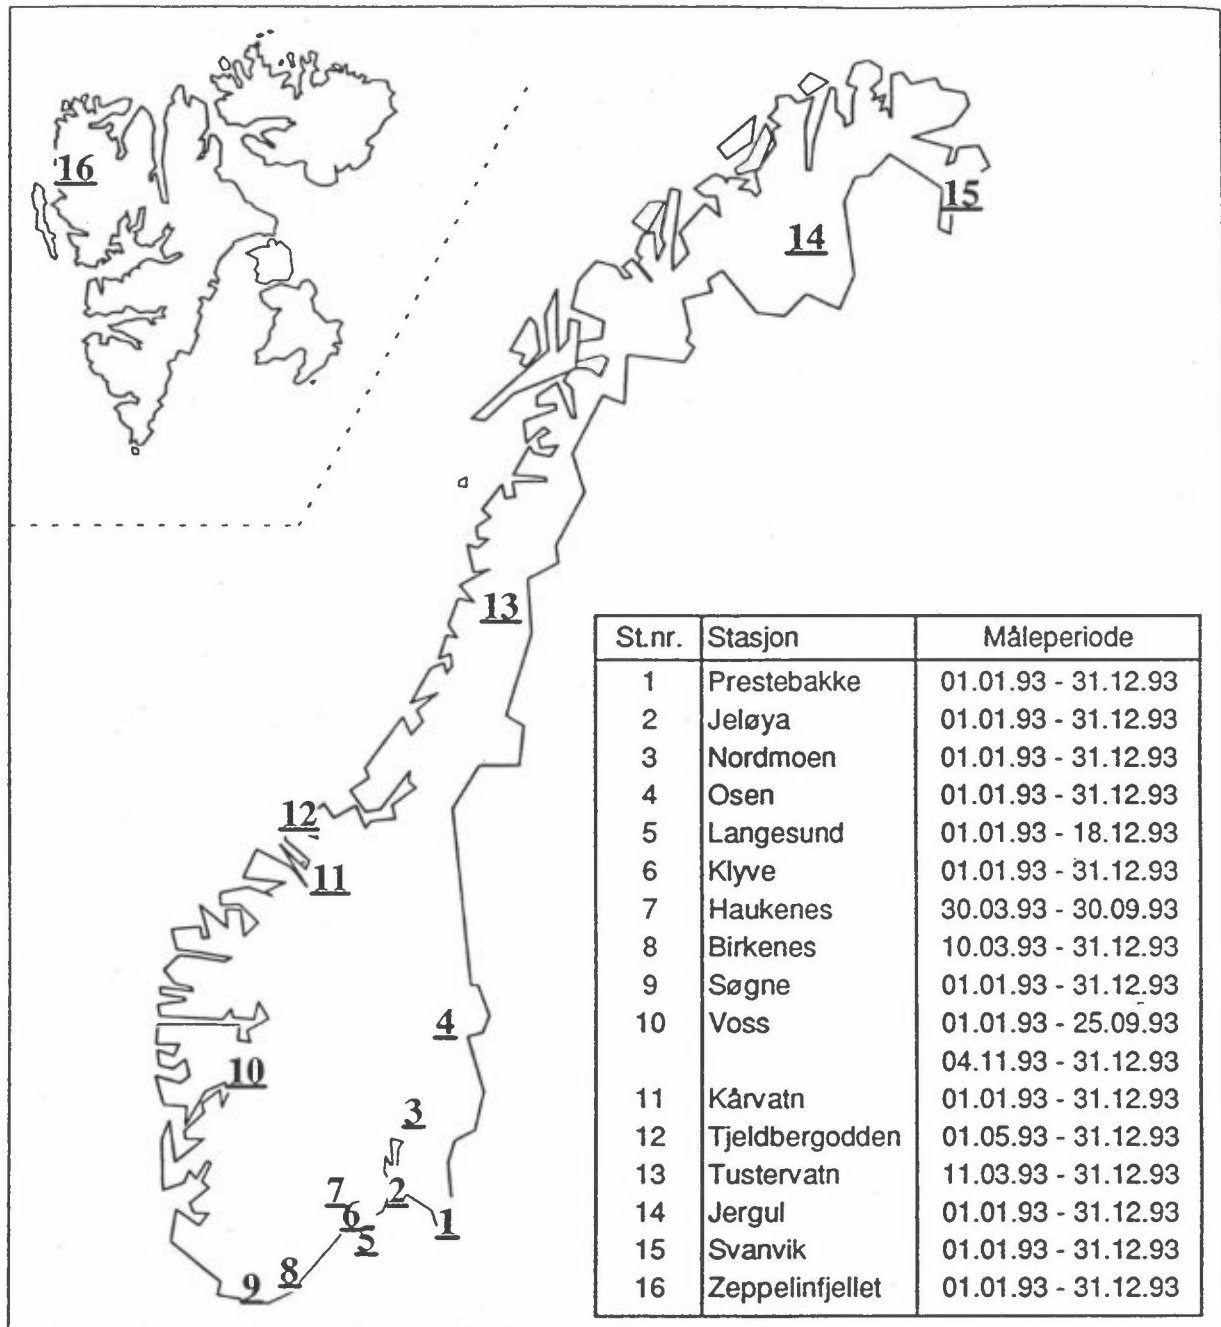 16
15
14
13
12
11
4
10
3
7
2
6
1
5
8
9
St.nr. Stasjon Måleperiode
1 Prestebakke 01.01.93 - 31.12.93
2 Jeløya 01.01.93 - 31.12.93
3 Nordmoen 01.01.93 - 31.12.93
4 Osen 01.01.93 - 31.12.93
5 Langesund 01.01.93 - 18.12.93
6 Klyve 01.01.93 - 31.12.93
7 Haukenes 30.03.93 - 30.09.93
8 Birkenes 10.03.93 - 31.12.93
9 Søgne 01.01.93 - 31.12.93
10 Voss 01.01.93 - 25.09.93
04.11.93 - 31.12.93
11 Kårvatn 01.01.93 - 31.12.93
12 Tjeldbergodden 01.05.93 - 31.12.93
13 Tustervatn 11.03.93 - 31.12.93
14 Jergul 01.01.93 - 31.12.93
15 Svanvik 01.01.93 - 31.12.93
16 Zeppelinfjellet 01.01.93 - 31.12.93